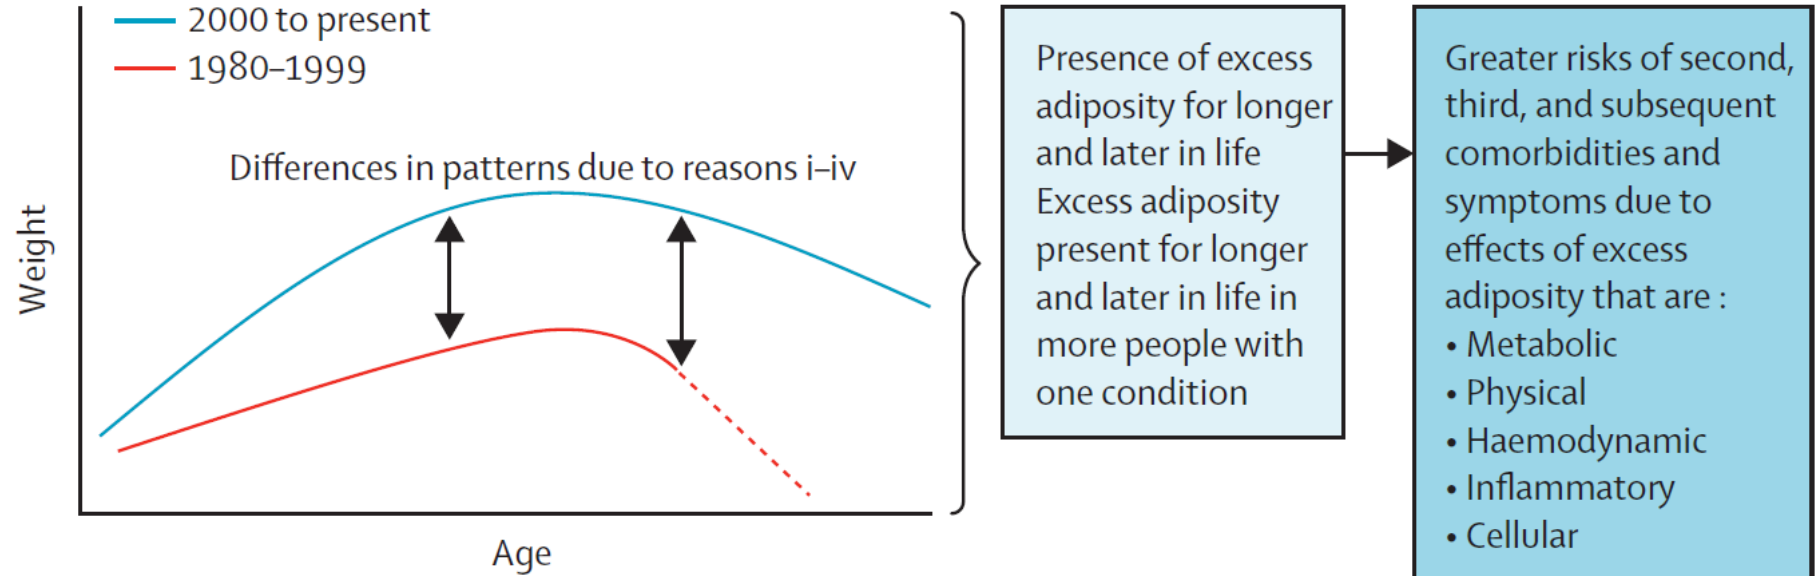 2000 to present
1980–1999
Differences in patterns due to reasons i–iv
Weight
Age
Presence of excess
adiposity for longer
and later in life
Excess adiposity
present for longer
and later in life in
more people with
one condition
Greater risks of second,
third, and subsequent
comorbidities and
symptoms due to
effects of excess
adiposity that are :
• Metabolic
• Physical
• Haemodynamic
• Inflammatory
• Cellular